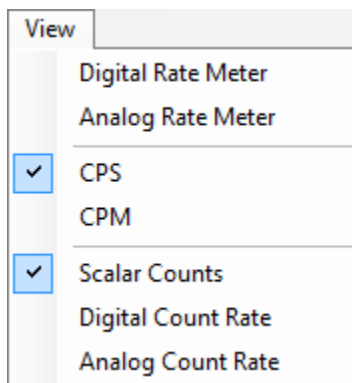 View
Digital Rate Meter
Analog Rate Meter
CPS
CPM
Scalar Counts
Digital Count Rate
Analog Count Rate